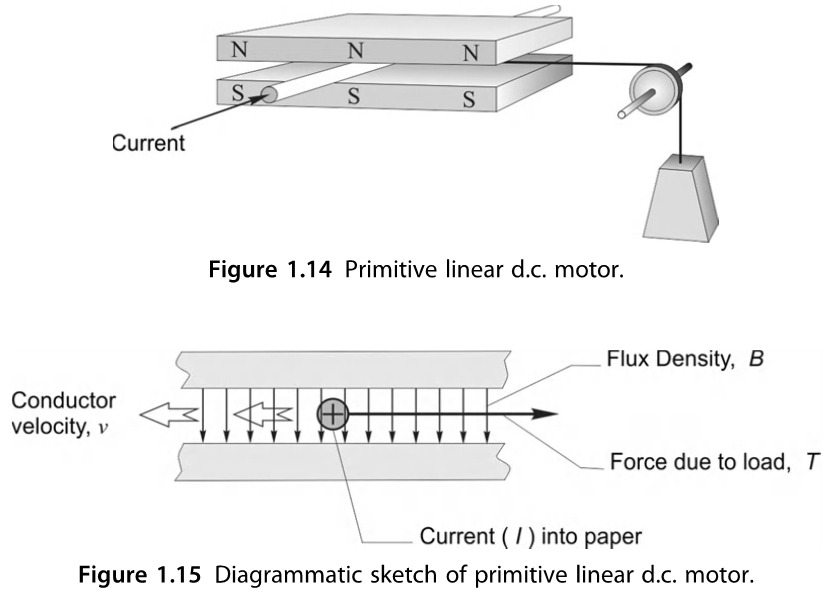 N N N
S S S
Current
Figure 1.14 Primitive linear d.c. motor.
Flux Density, B
Conductor
velocity, v
Force due to load, T
Current ( I ) into paper
Figure 1.15 Diagrammatic sketch of primitive linear d.c. motor.